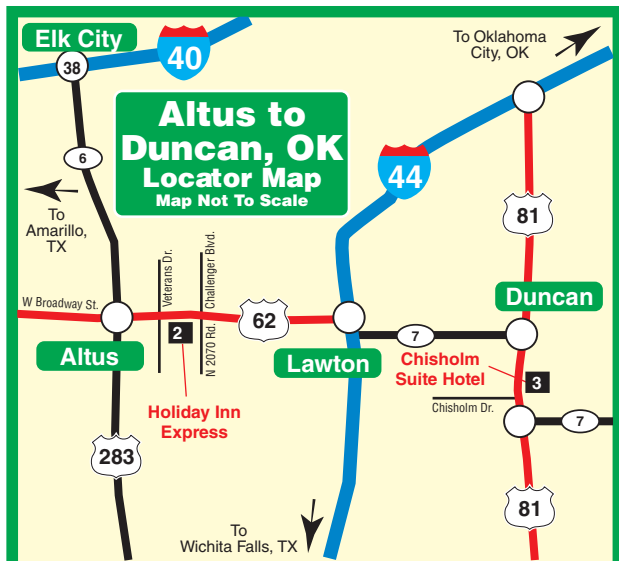 Elk City
40
To Oklahoma
City, OK
38
Altus to
Duncan, OK
Locator Map
Map Not To Scale
6
44
To
Amarillo,
TX
81
Veterans Dr.
Challenger Blvd.
W Broadway St.
Duncan
62
2
N 2070 Rd.
7
Altus
Lawton
Chisholm
Suite Hotel
3
Holiday Inn
Express
Chisholm Dr.
7
283
81
To
Wichita Falls, TX